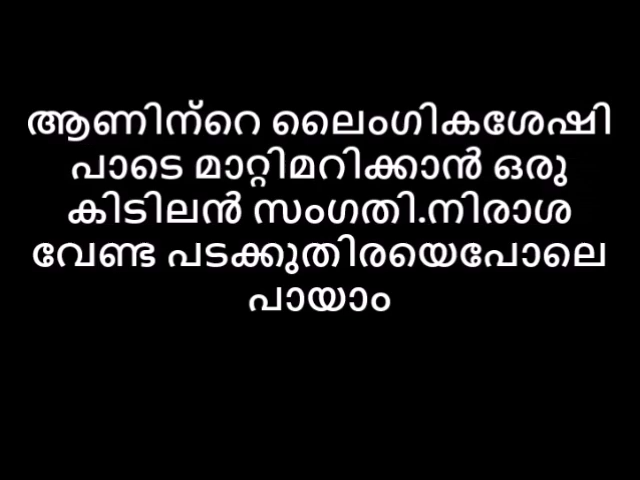 ആണിന്റെ ലൈംഗികശേഷി
പാടെ മാറ്റിമറിക്കാൻ ഒരു
കിടിലൻ സംഗതി.നിരാശ
വേണ്ട പടക്കുതിരയെപോലെ
പായാം